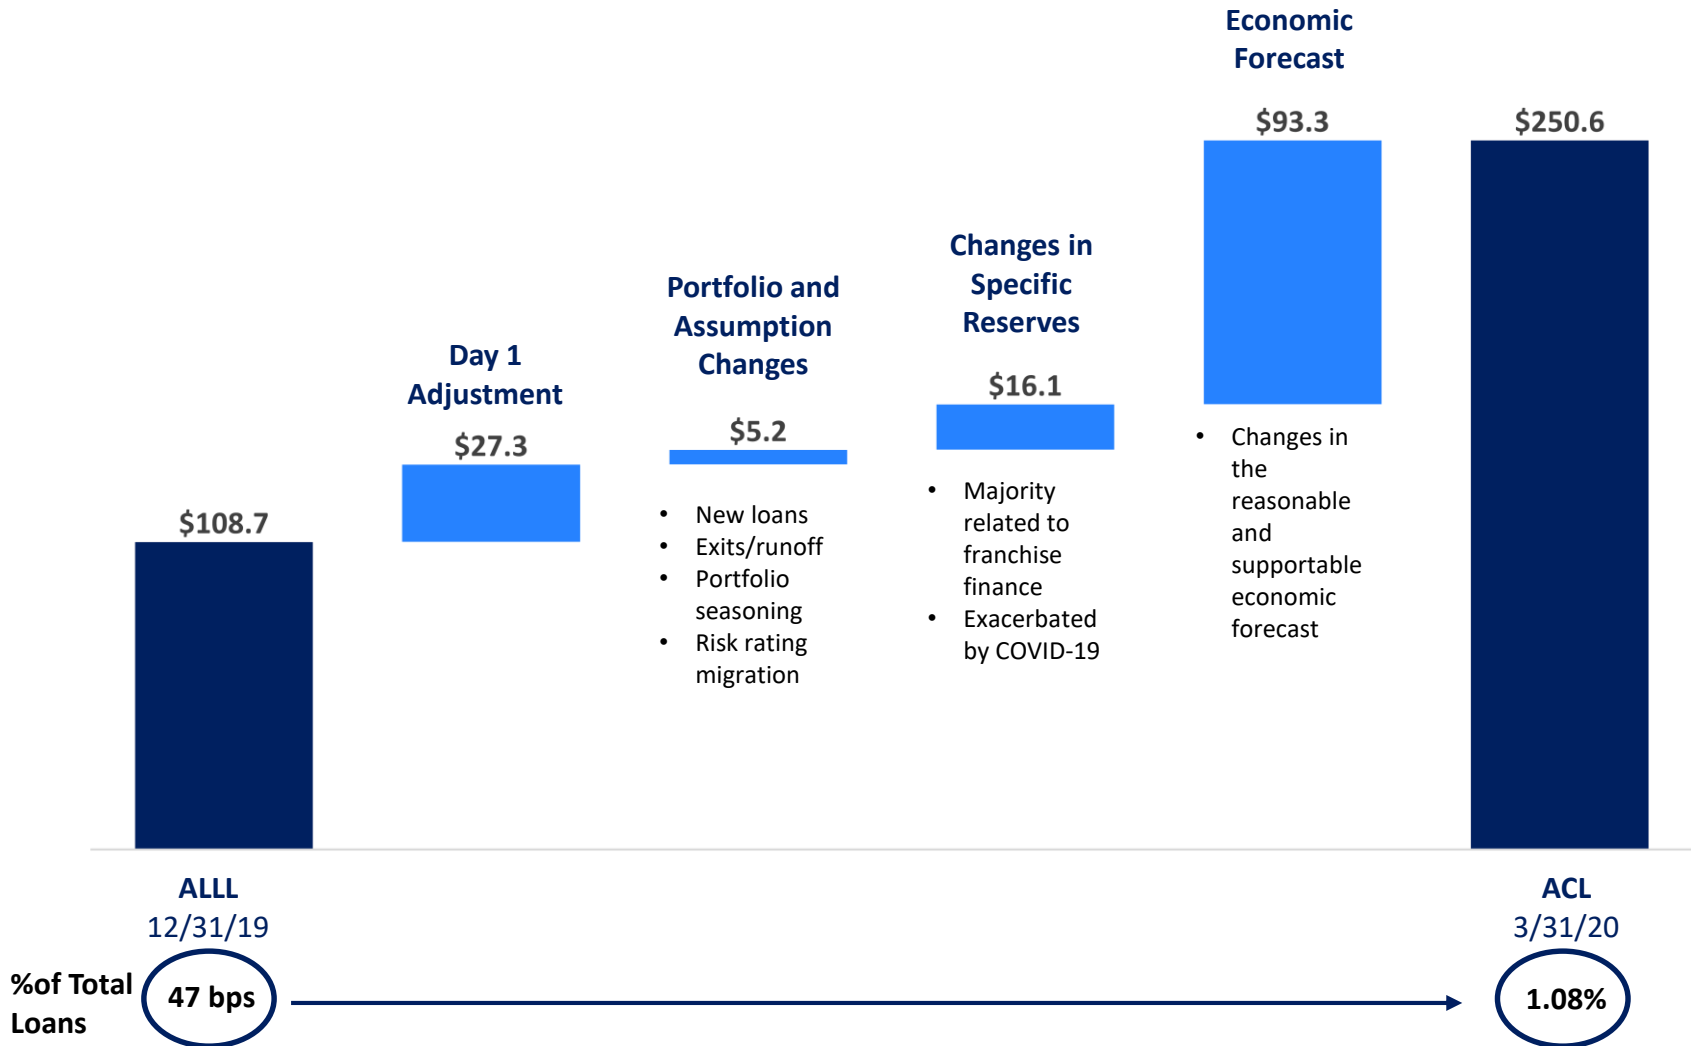 $108.7
Day 1
Adjustment
$27.3
Portfolio and
Assumption
Changes
$5.2
• New loans
• Exits/runoff
• Portfolio
seasoning
• Risk rating
migration
Changes in
Specific
Reserves
$16.1
• Majority
related to
franchise
finance
• Exacerbated
by COVID-19
Economic
Forecast
$93.3
• Changes in
the
reasonable
and
supportable
economic
forecast
$250.6
ALLL
12/31/19
ACL
3/31/20
%of Total
Loans
47 bps
1.08%